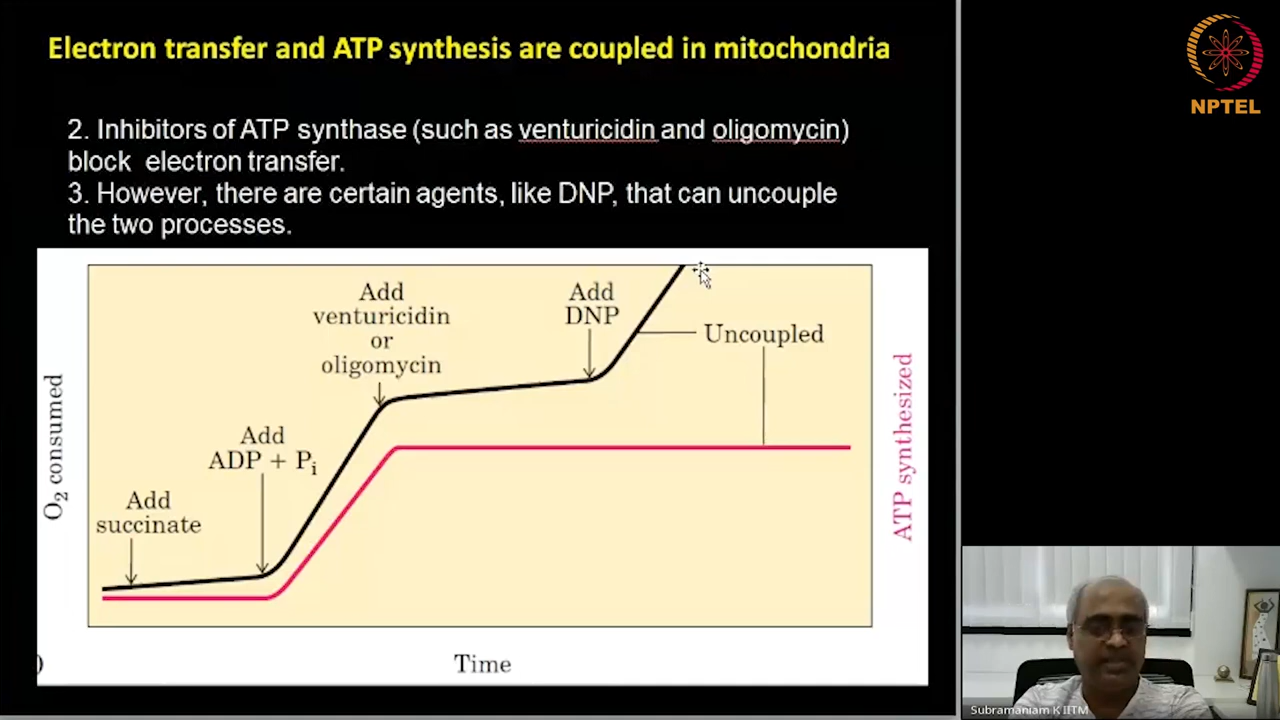 Electron transfer and ATP synthesis are coupled in mitochondria
NPTEL
2. Inhibitors of ATP synthase (such as venturicidin and oligomycin)
block electron transfer.
3. However, there are certain agents, like DNP, that can uncouple
the two processes.
O₂ consumed
Add
succinate
Add
ADP + Pᵢ
Add
venturicidin
or
oligomycin
Add
DNP
Uncoupled
ATP synthesized
)
Time
Subramaniam K IITM